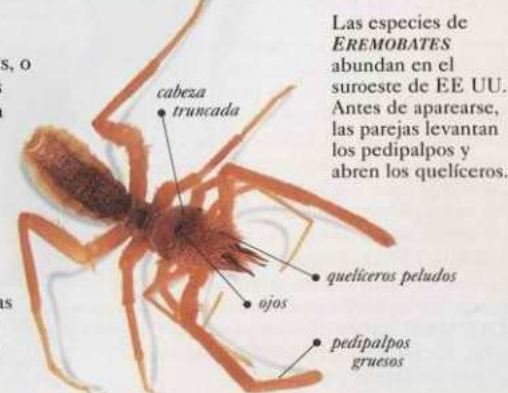 s, o
s
a
as
cabeza
truncada
Las especies de
EREMOBATES
abundan en el
suroeste de EE UU.
Antes de aparearse,
las parejas levantan
los pedipalpos y
abren los quelíceros.
quelíceros peludos
ojos
pedipalpos
gruesos